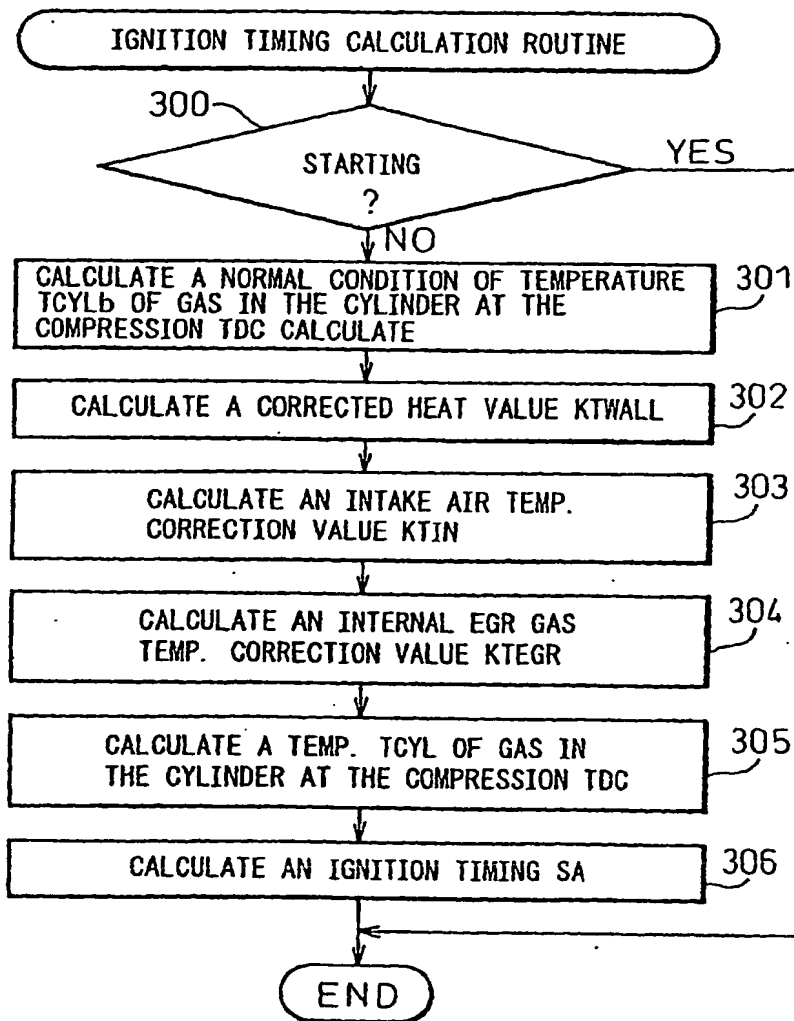 IGNITION TIMING CALCULATION ROUTINE
300
STARTING
?
YES
NO
CALCULATE A NORMAL CONDITION OF TEMPERATURE
TCYLb OF GAS IN THE CYLINDER AT THE
COMPRESSION TDC CALCULATE
301
CALCULATE A CORRECTED HEAT VALUE KTWALL
302
CALCULATE AN INTAKE AIR TEMP.
CORRECTION VALUE KTIN
303
CALCULATE AN INTERNAL EGR GAS
TEMP. CORRECTION VALUE KTEGR
304
CALCULATE A TEMP. TCYL OF GAS IN
THE CYLINDER AT THE COMPRESSION TDC
305
CALCULATE AN IGNITION TIMING SA
306
END